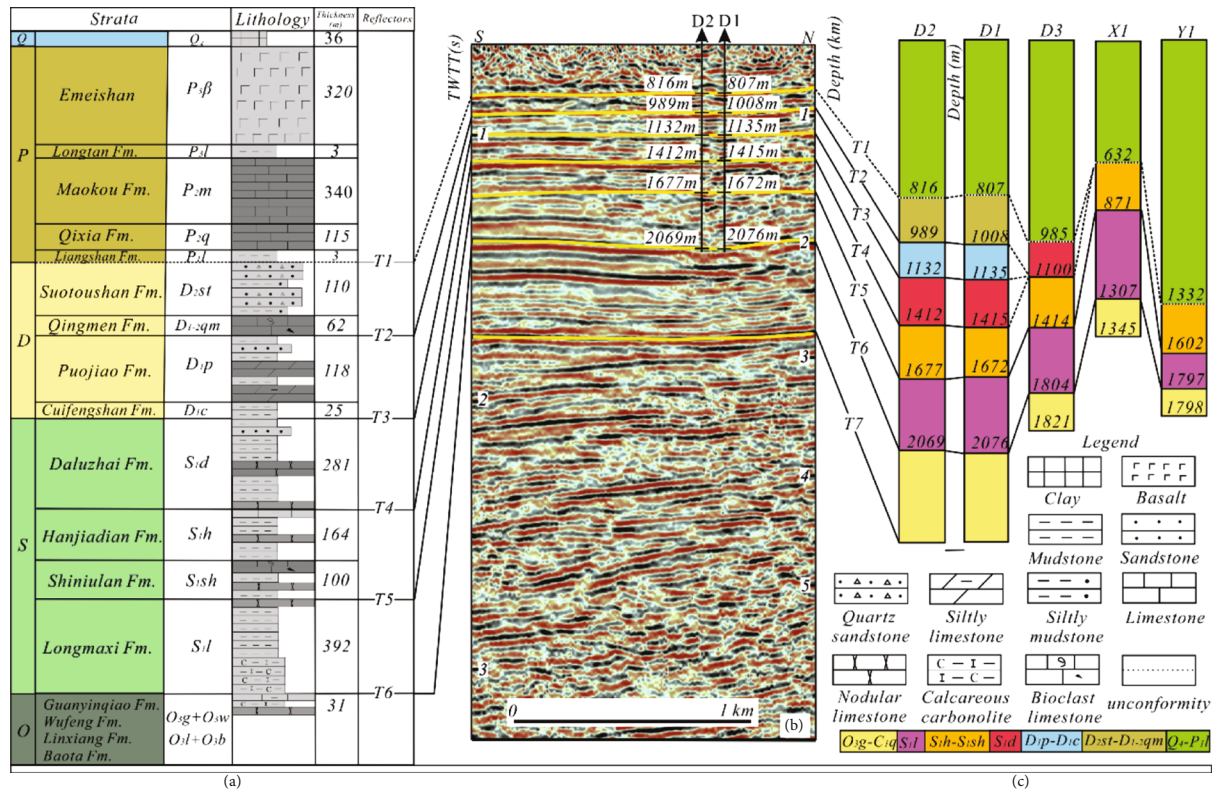 Strata Lithology Thickness (m) Reflectors
Q Q₄ 36
P
Emeishan P₃β 320
Longtan Fm. P₃l 3
Maokou Fm. P₂m 340
Qixia Fm. P₂q 115
Liangshan Fm. P₂l 3
T1
D
Suotoushan Fm. D₂st 110
Qingmen Fm. D₁₋₂qm 62
T2
Puojiao Fm. D₁p 118
Cuifengshan Fm. D₁c 25
T3
S
Daluzhai Fm. S₁d 281
T4
Hanjiadian Fm. S₁h 164
Shiniulan Fm. S₁sh 100
T5
Longmaxi Fm. S₁l 392
T6
O
Guanyinqiao Fm.
Wufeng Fm.
Linxiang Fm.
Baota Fm.
O₃g+O₃w
O₃l+O₃b
31
(a)
D2 D1
S N
TWTT(s)
Depth (km)
816m 807m
989m 1008m
1132m 1135m
1412m 1415m
1677m 1672m
2069m 2076m
1
2
3
1
2
3
4
5
0 1 km
(b)
T1
T2
T3
T4
T5
T6
T7
D2 D1 D3 X1 Y1
Depth (m)
816
989
1132
1412
1677
2069
807
1008
1135
1415
1672
2076
985
1100
1414
1804
1821
632
871
1307
1345
1332
1602
1797
1798
Legend
Clay Basalt
Mudstone Sandstone
Quartz sandstone
Siltly limestone
Siltly mudstone
Limestone
Nodular limestone
Calcareous carbonolite
Bioclast limestone
unconformity
O₃g-C₁q S₁l S₁h-S₁sh S₁d D₁p-D₁c D₂st-D₁₋₂qm Q₄-P₁l
(c)